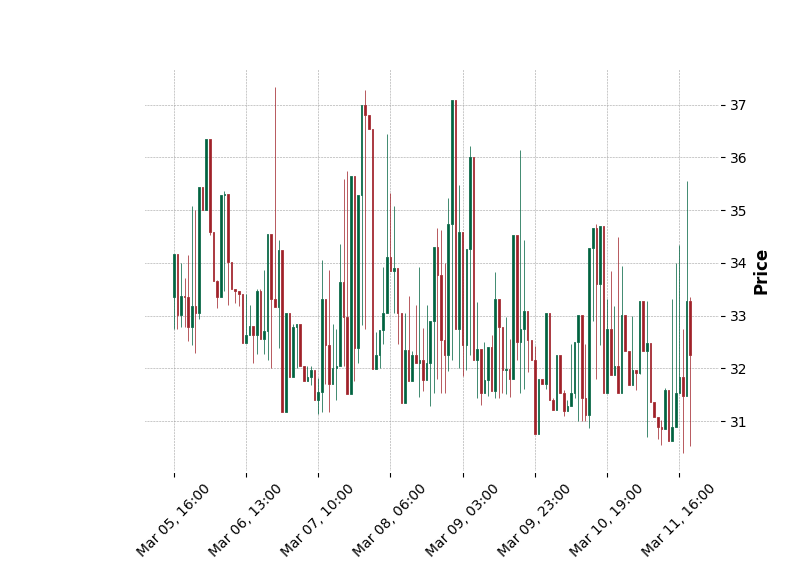 37
36
35
34
33
32
31
Price
Mar 05, 16:00
Mar 06, 13:00
Mar 07, 10:00
Mar 08, 06:00
Mar 09, 03:00
Mar 09, 23:00
Mar 10, 19:00
Mar 11, 16:00